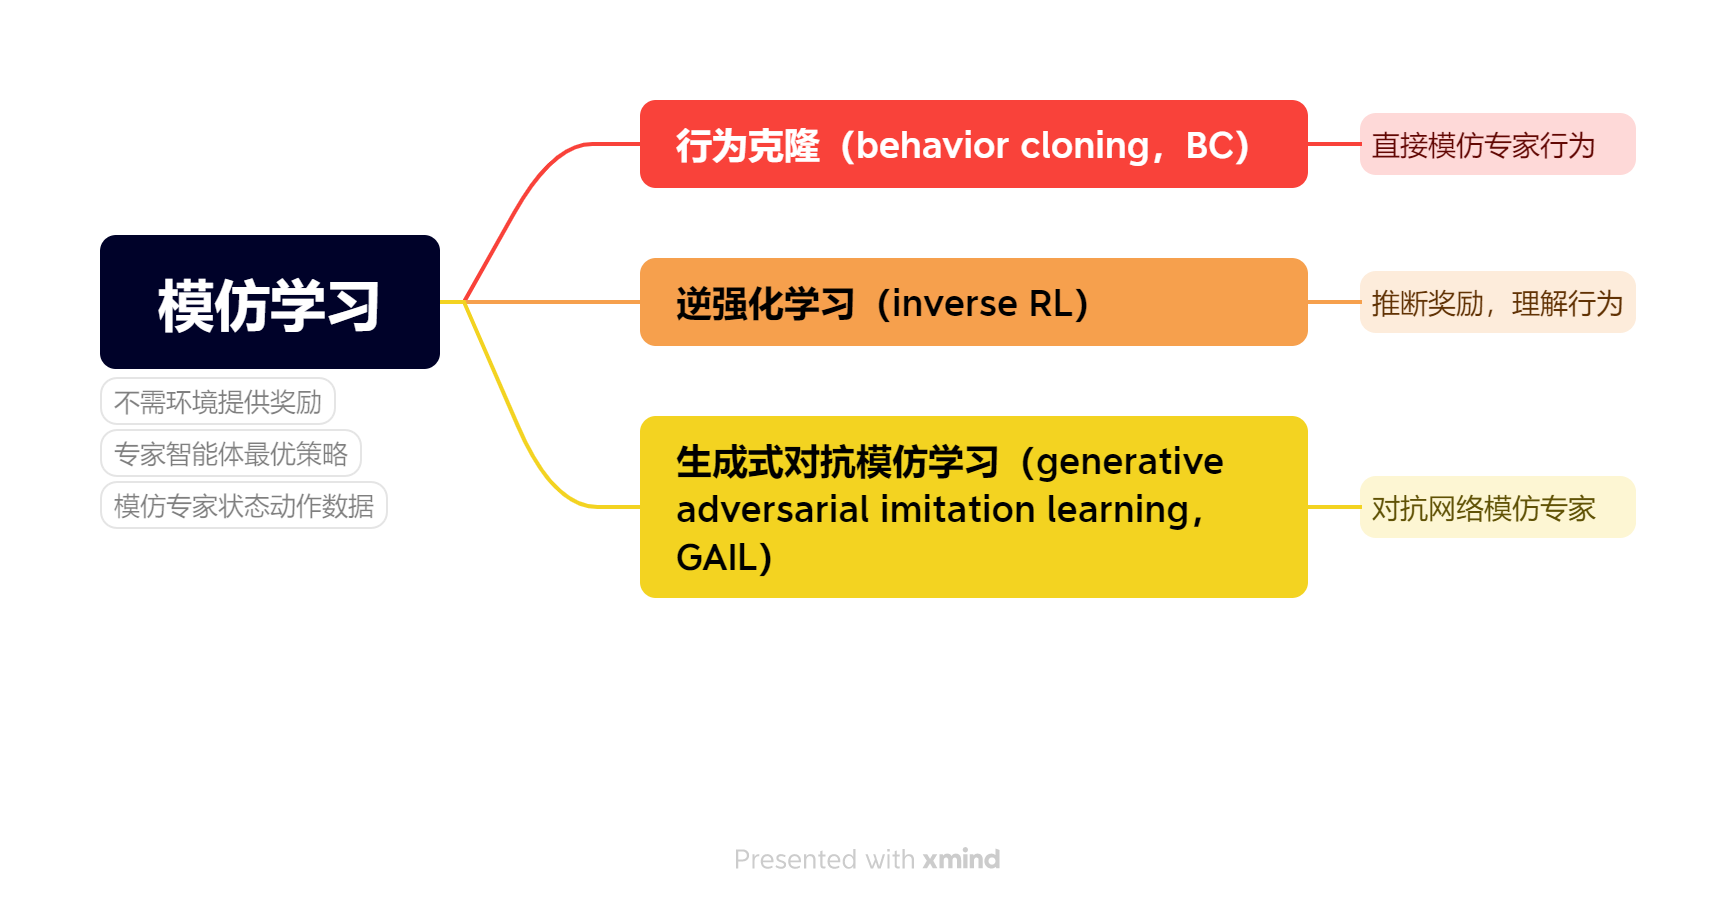 模仿学习
不需环境提供奖励
专家智能体最优策略
模仿专家状态动作数据
行为克隆（behavior cloning，BC）
直接模仿专家行为
逆强化学习（inverse RL）
推断奖励，理解行为
生成式对抗模仿学习（generative
adversarial imitation learning，
GAIL）
对抗网络模仿专家
Presented with xmind